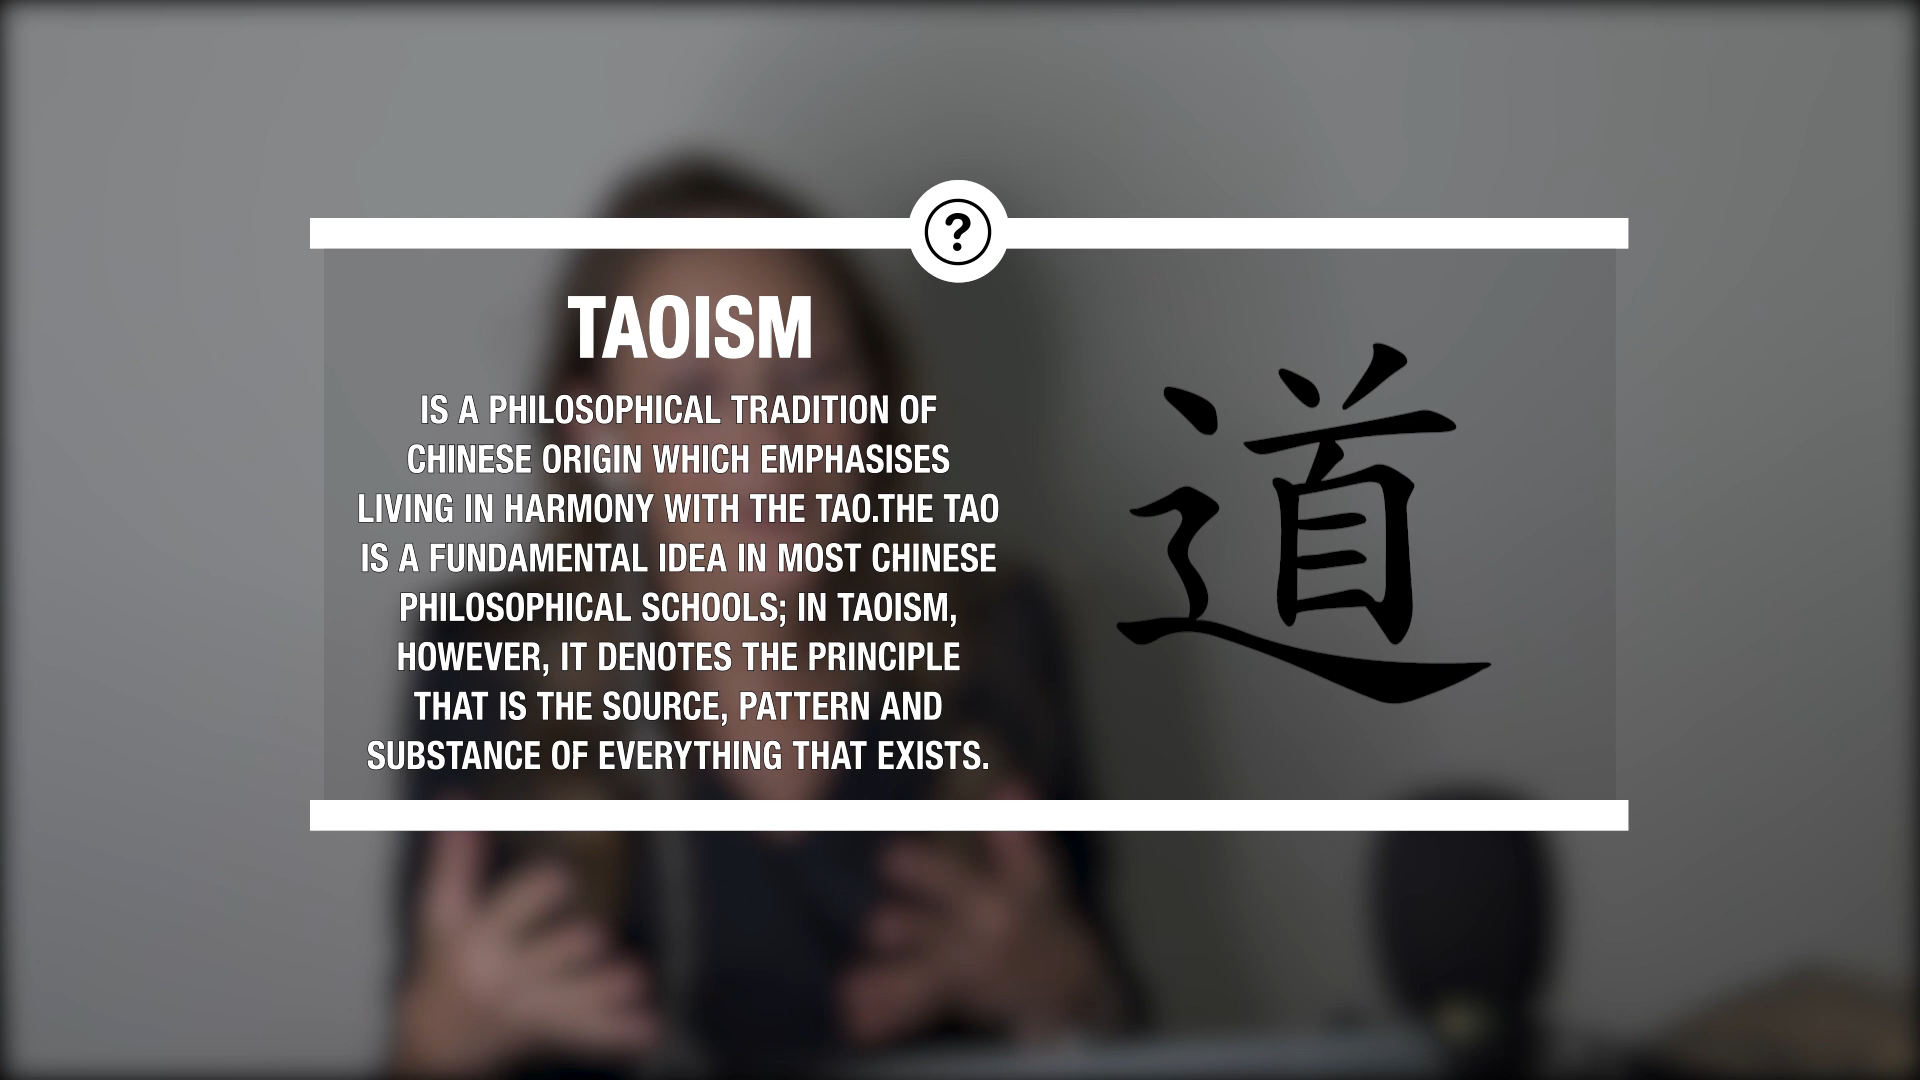 ?
TAOISM
IS A PHILOSOPHICAL TRADITION OF
CHINESE ORIGIN WHICH EMPHASISES
LIVING IN HARMONY WITH THE TAO.THE TAO
IS A FUNDAMENTAL IDEA IN MOST CHINESE
PHILOSOPHICAL SCHOOLS; IN TAOISM,
HOWEVER, IT DENOTES THE PRINCIPLE
THAT IS THE SOURCE, PATTERN AND
SUBSTANCE OF EVERYTHING THAT EXISTS.
道